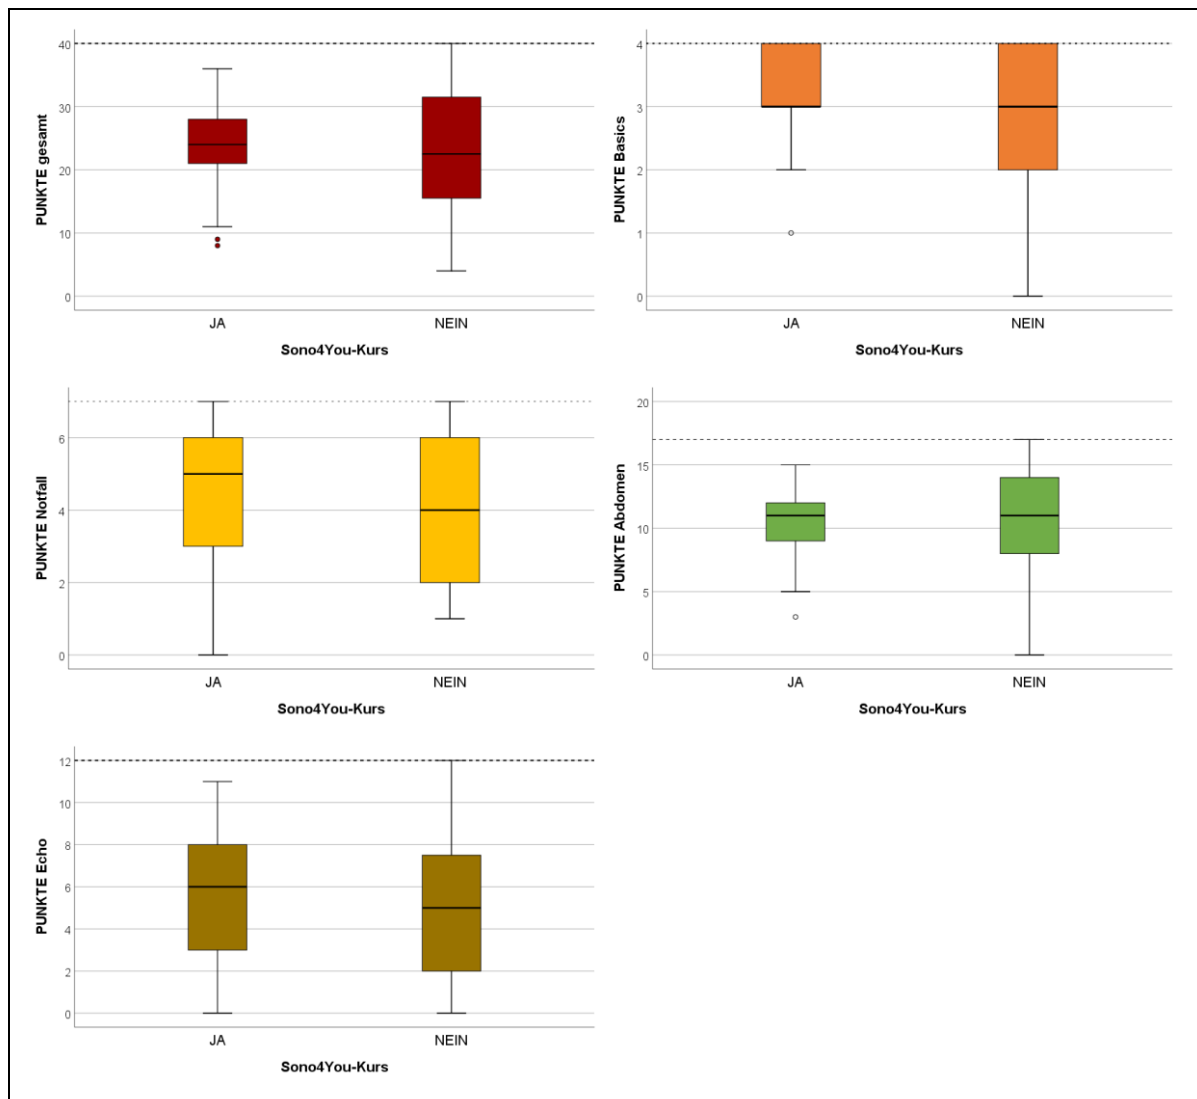 PUNKTE gesamt
40
30
20
10
0
JA NEIN
Sono4You-Kurs
PUNKTE Basics
4
3
2
1
0
JA NEIN
Sono4You-Kurs
PUNKTE Notfall
6
4
2
0
JA NEIN
Sono4You-Kurs
PUNKTE Abdomen
20
15
10
5
0
JA NEIN
Sono4You-Kurs
PUNKTE Echo
12
10
8
6
4
2
0
JA NEIN
Sono4You-Kurs